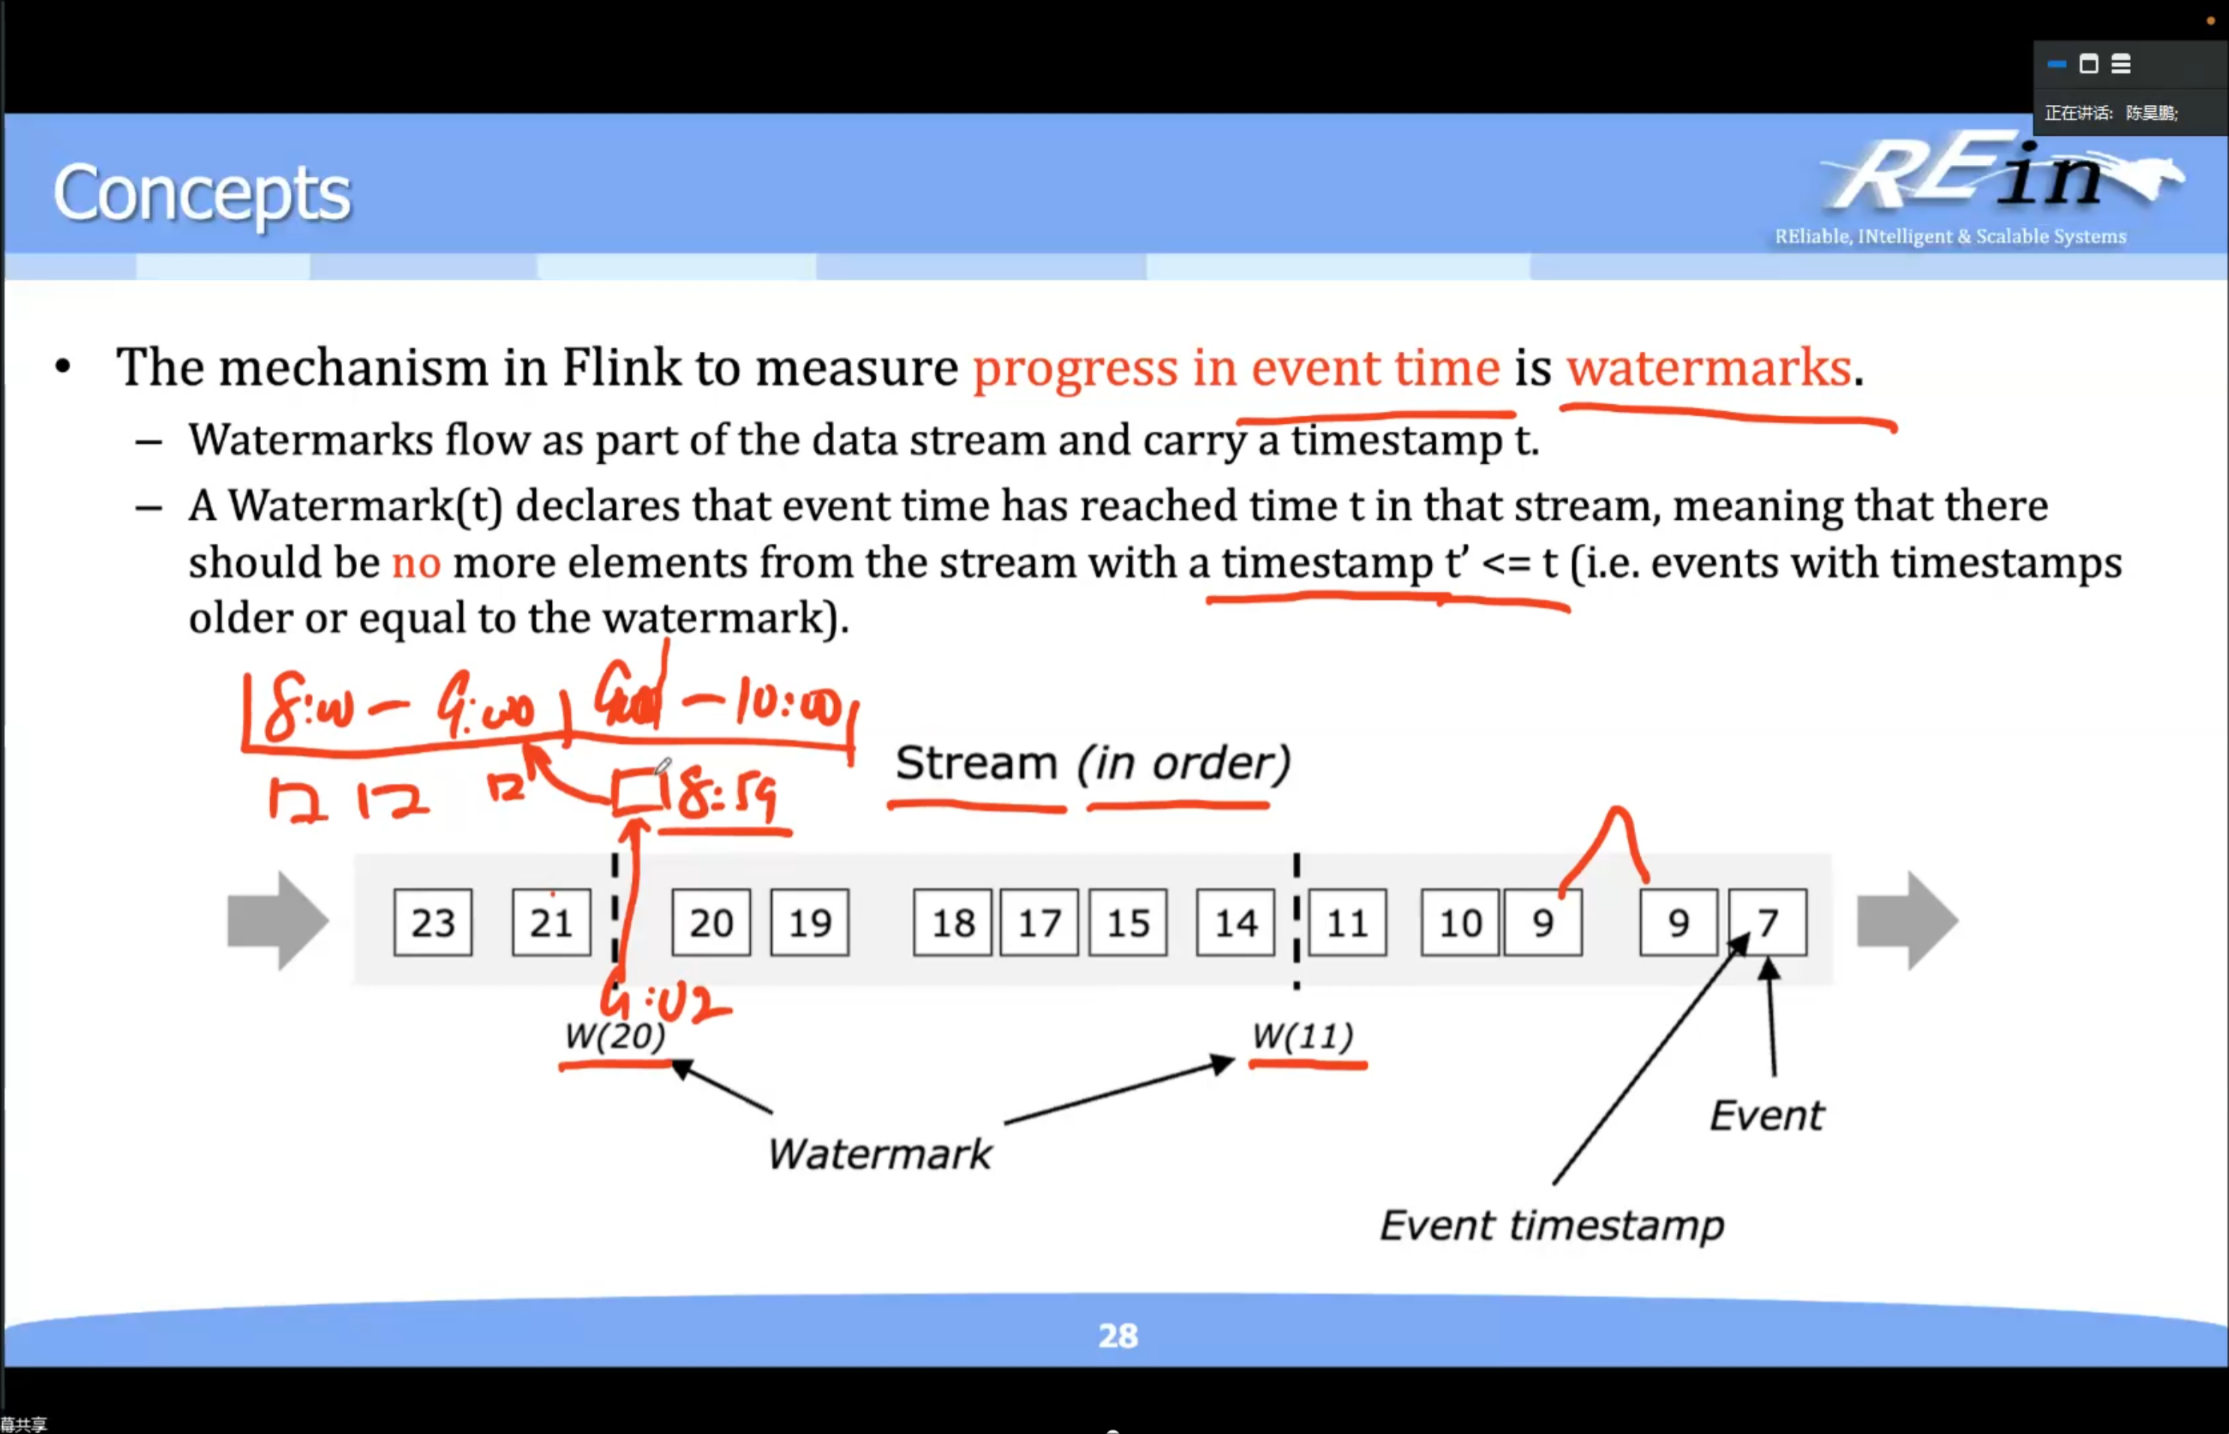 正在讲话: 陈昊鹏;
Concepts
REin
REliable, INtelligent & Scalable Systems
• The mechanism in Flink to measure progress in event time is watermarks.
– Watermarks flow as part of the data stream and carry a timestamp t.
– A Watermark(t) declares that event time has reached time t in that stream, meaning that there
should be no more elements from the stream with a timestamp t’ <= t (i.e. events with timestamps
older or equal to the watermark).
8:00 – 9:00 – 10:00
8:59
Stream (in order)
23 21 20 19 18 17 15 14 11 10 9 9 7
9:02
W(20) W(11)
Event
Watermark
Event timestamp
28
幕共享